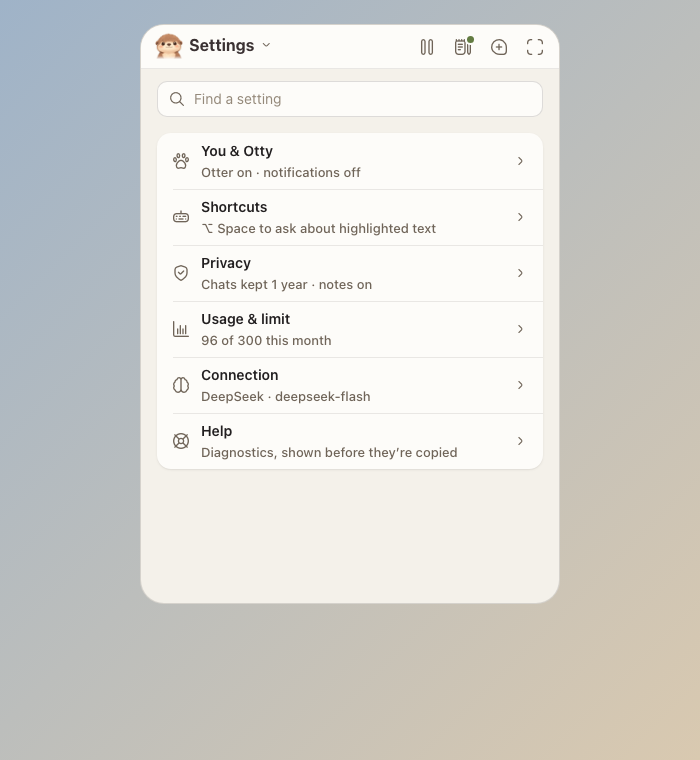 Settings
Find a setting
You & Otty
Otter on · notifications off
Shortcuts
⌥ Space to ask about highlighted text
Privacy
Chats kept 1 year · notes on
Usage & limit
96 of 300 this month
Connection
DeepSeek · deepseek-flash
Help
Diagnostics, shown before they’re copied